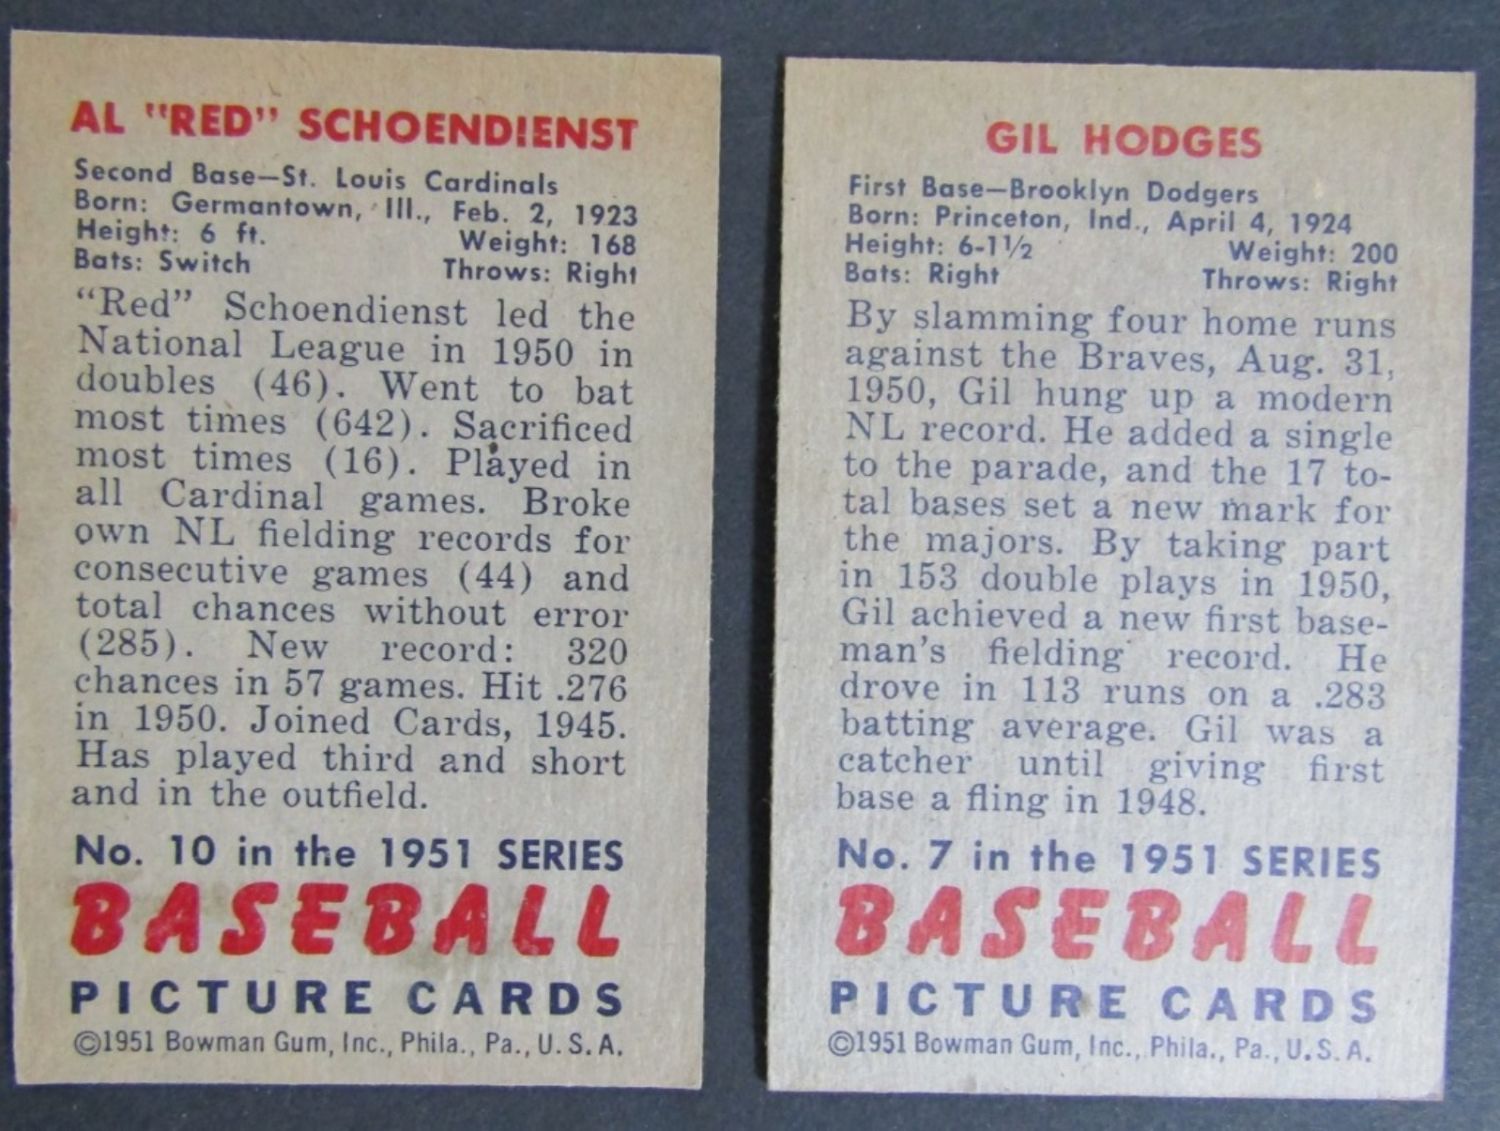 AL "RED" SCHOENDIENST
Second Base—St. Louis Cardinals
Born: Germantown, Ill., Feb. 2, 1923
Height: 6 ft. Weight: 168
Bats: Switch Throws: Right
“Red” Schoendienst led the
National League in 1950 in
doubles (46). Went to bat
most times (642). Sacrificed
most times (16). Played in
all Cardinal games. Broke
own NL fielding records for
consecutive games (44) and
total chances without error
(285). New record: 320
chances in 57 games. Hit .276
in 1950. Joined Cards, 1945.
Has played third and short
and in the outfield.
No. 10 in the 1951 SERIES
BASEBALL
PICTURE CARDS
©1951 Bowman Gum, Inc., Phila., Pa., U.S.A.
GIL HODGES
First Base—Brooklyn Dodgers
Born: Princeton, Ind., April 4, 1924
Height: 6-1½ Weight: 200
Bats: Right Throws: Right
By slamming four home runs
against the Braves, Aug. 31,
1950, Gil hung up a modern
NL record. He added a single
to the parade, and the 17 to-
tal bases set a new mark for
the majors. By taking part
in 153 double plays in 1950,
Gil achieved a new first base-
man's fielding record. He
drove in 113 runs on a .283
batting average. Gil was a
catcher until giving first
base a fling in 1948.
No. 7 in the 1951 SERIES
BASEBALL
PICTURE CARDS
©1951 Bowman Gum, Inc., Phila., Pa., U.S.A.